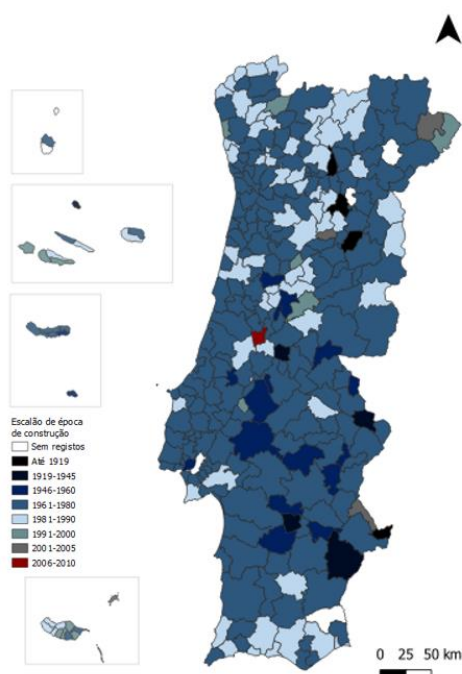 Escalão de época
de construção
Sem registos
Até 1919
1919-1945
1946-1960
1961-1980
1981-1990
1991-2000
2001-2005
2006-2010
0 25 50 km